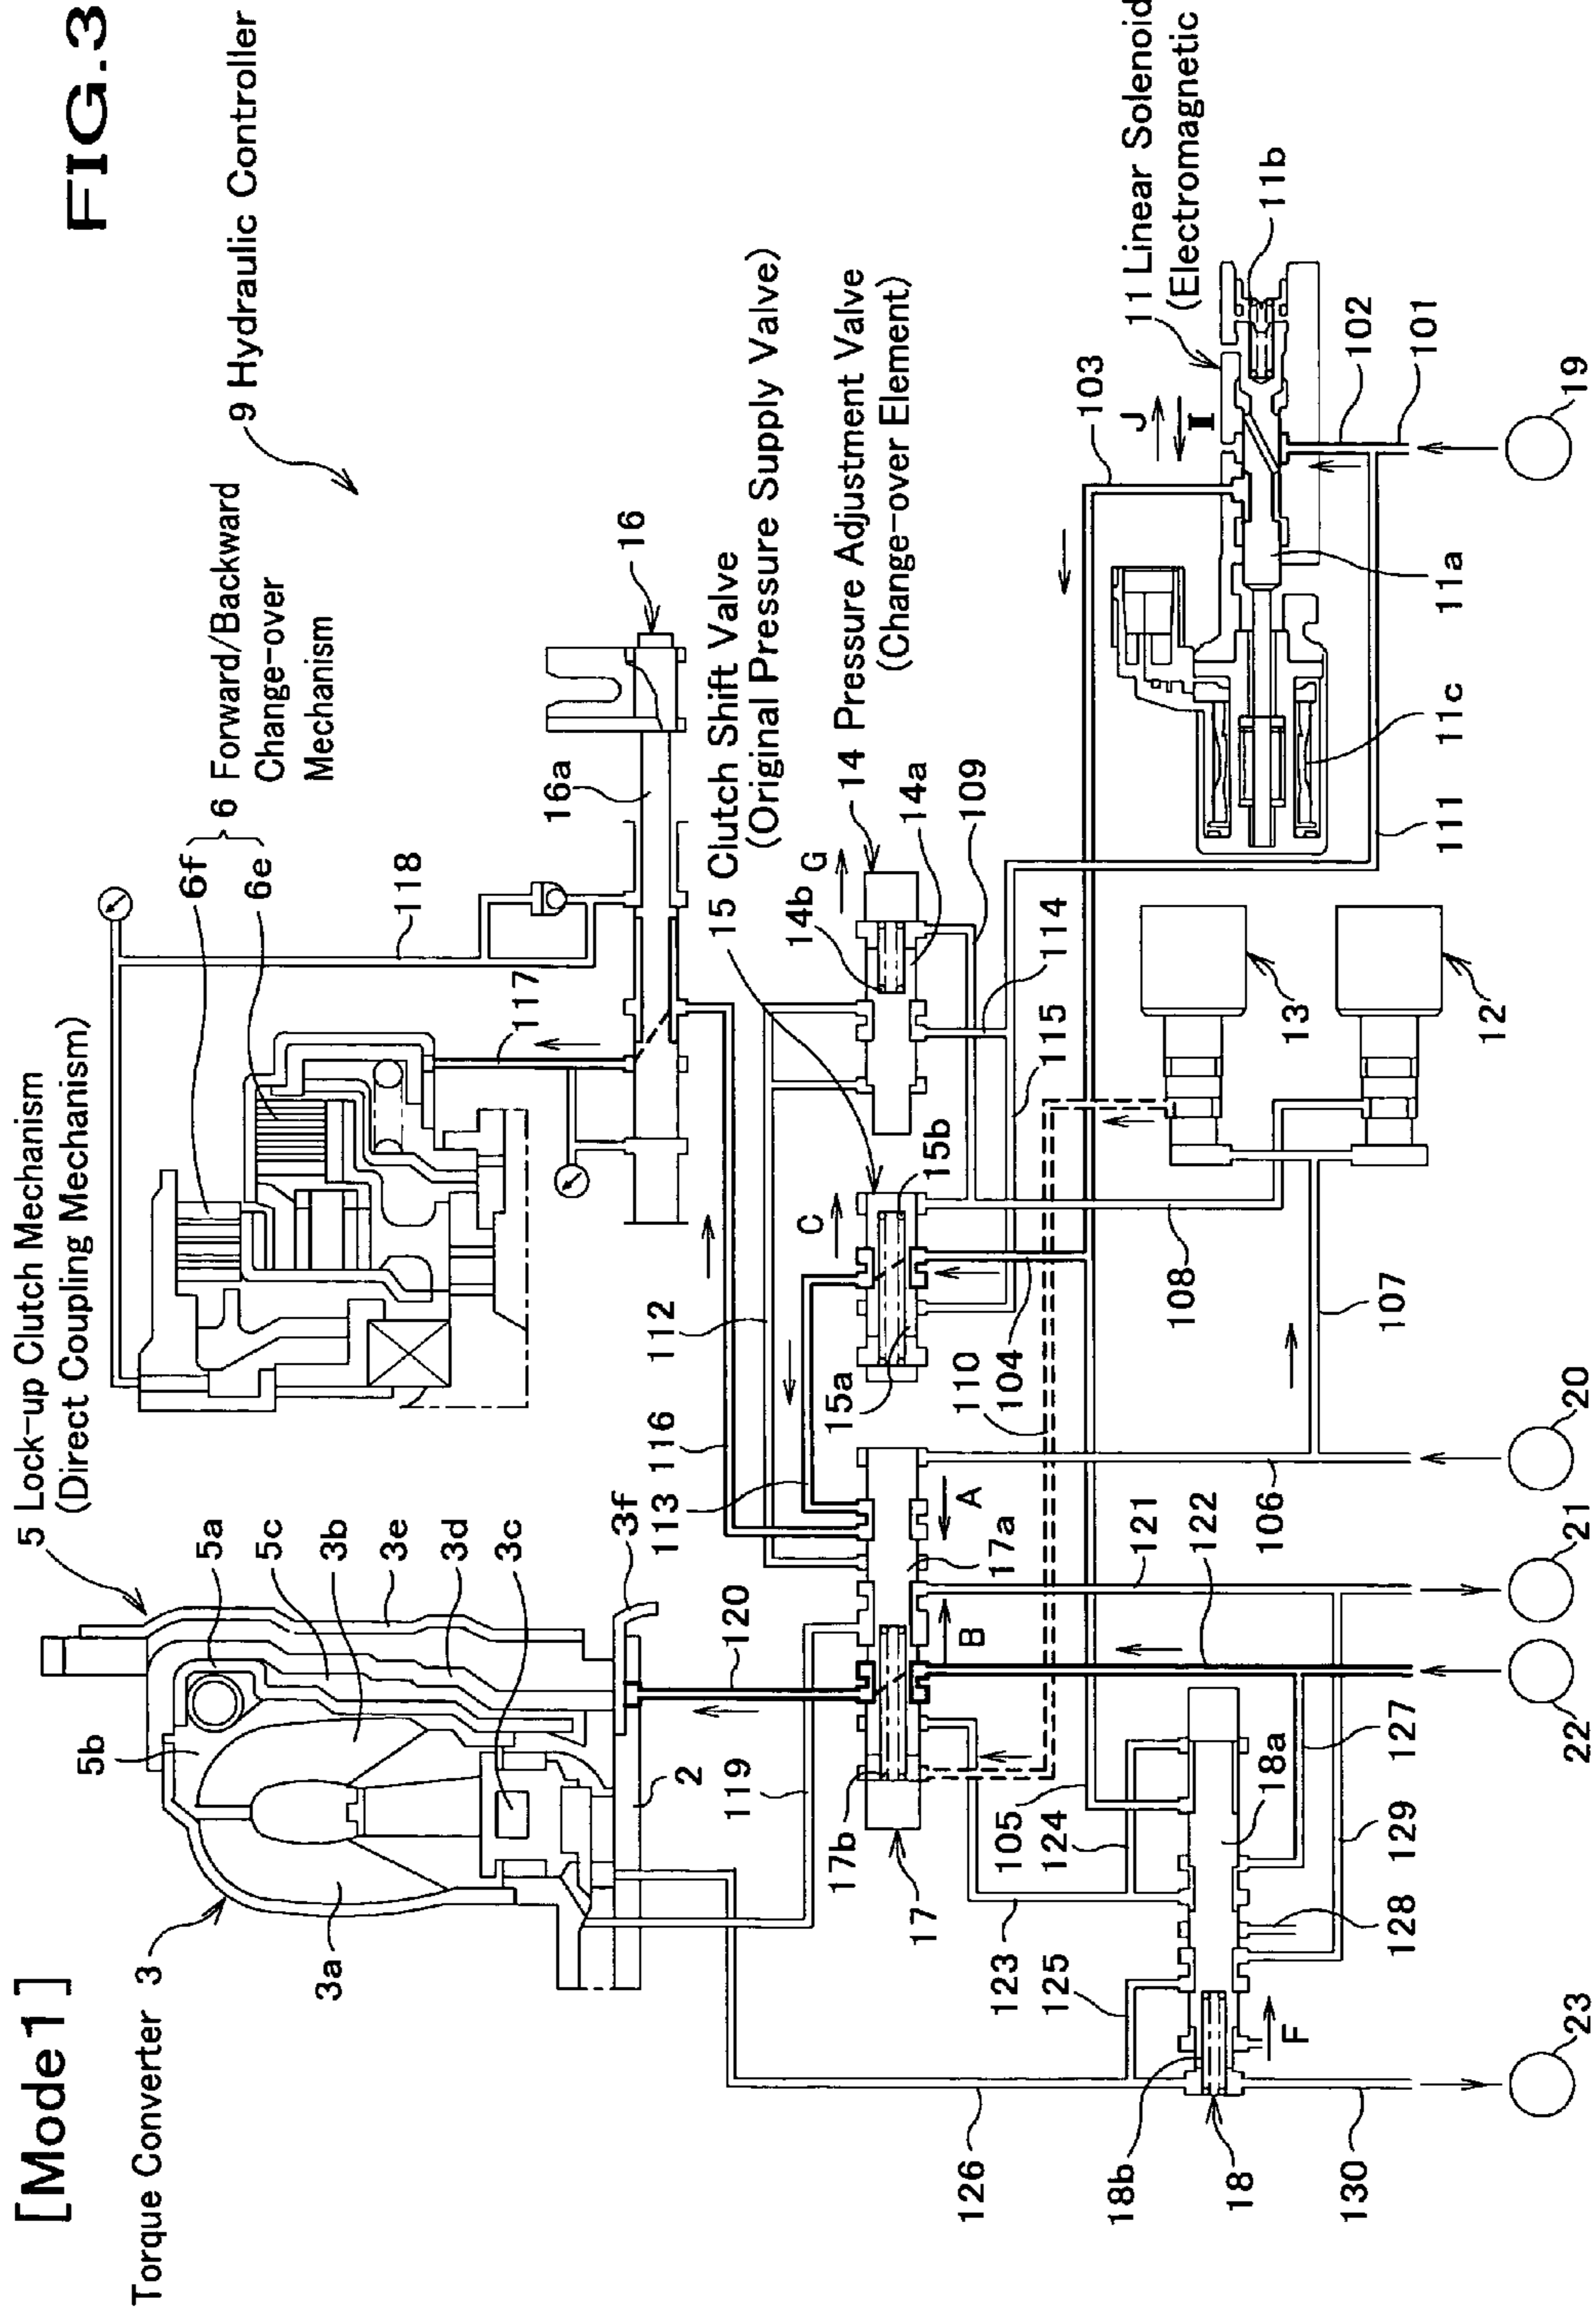 FIG.3
[Mode 1]
9 Hydraulic Controller
5 Lock-up Clutch Mechanism
(Direct Coupling Mechanism)
6 Forward/Backward
Change-over
Mechanism
6f
6e
Torque Converter 3
5b
5a
5c
3b
3e
3d
3c
3f
3a
2
118
117
16a
16
15 Clutch Shift Valve
(Original Pressure Supply Valve)
14 Pressure Adjustment Valve
(Change-over Element)
11 Linear Solenoid
(Electromagnetic
120
119
116
113
112
C
G
14b
14a
109
15b
15a
114
115
103
J
I
11b
102
101
19
11a
11c
111
13
12
108
107
104
110
17b
17
17a
A
B
121
122
106
20
21
22
105
124
123
125
126
18a
18b
18
F
127
129
128
130
23